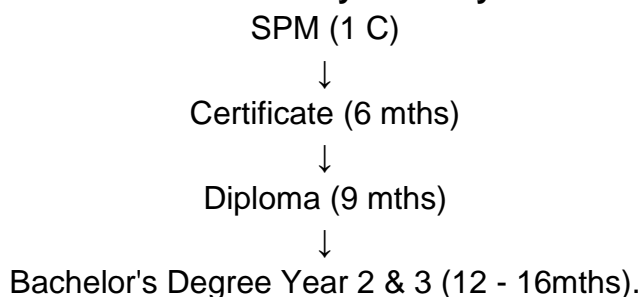 SPM (1 C)
↓
Certificate (6 mths)
↓
Diploma (9 mths)
↓
Bachelor's Degree Year 2 & 3 (12 - 16mths).